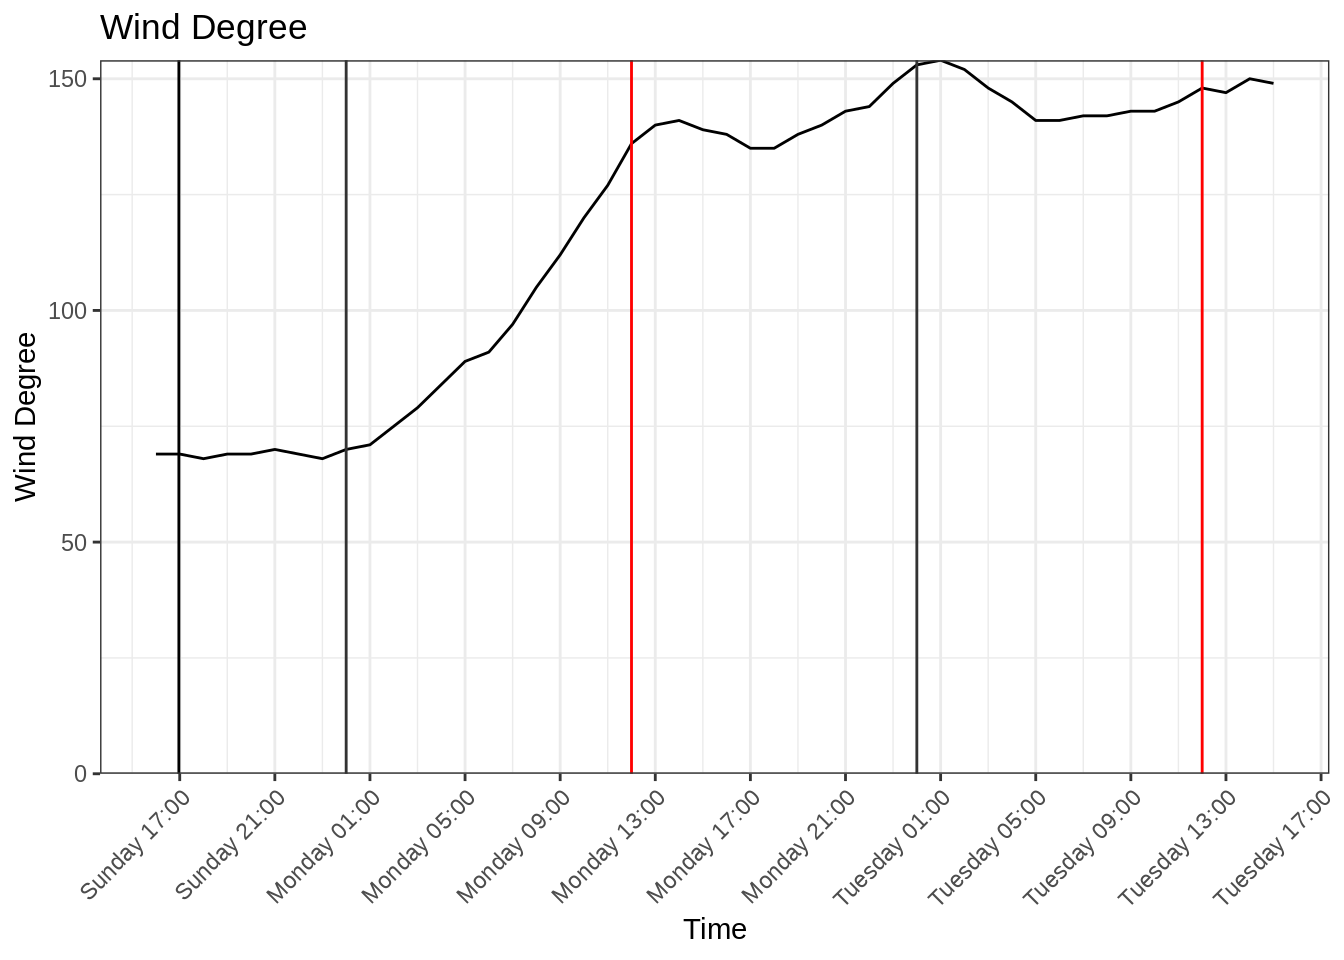 Wind Degree
Wind Degree
150
100
50
0
Sunday 17:00
Sunday 21:00
Monday 01:00
Monday 05:00
Monday 09:00
Monday 13:00
Monday 17:00
Monday 21:00
Tuesday 01:00
Tuesday 05:00
Tuesday 09:00
Tuesday 13:00
Tuesday 17:00
Time